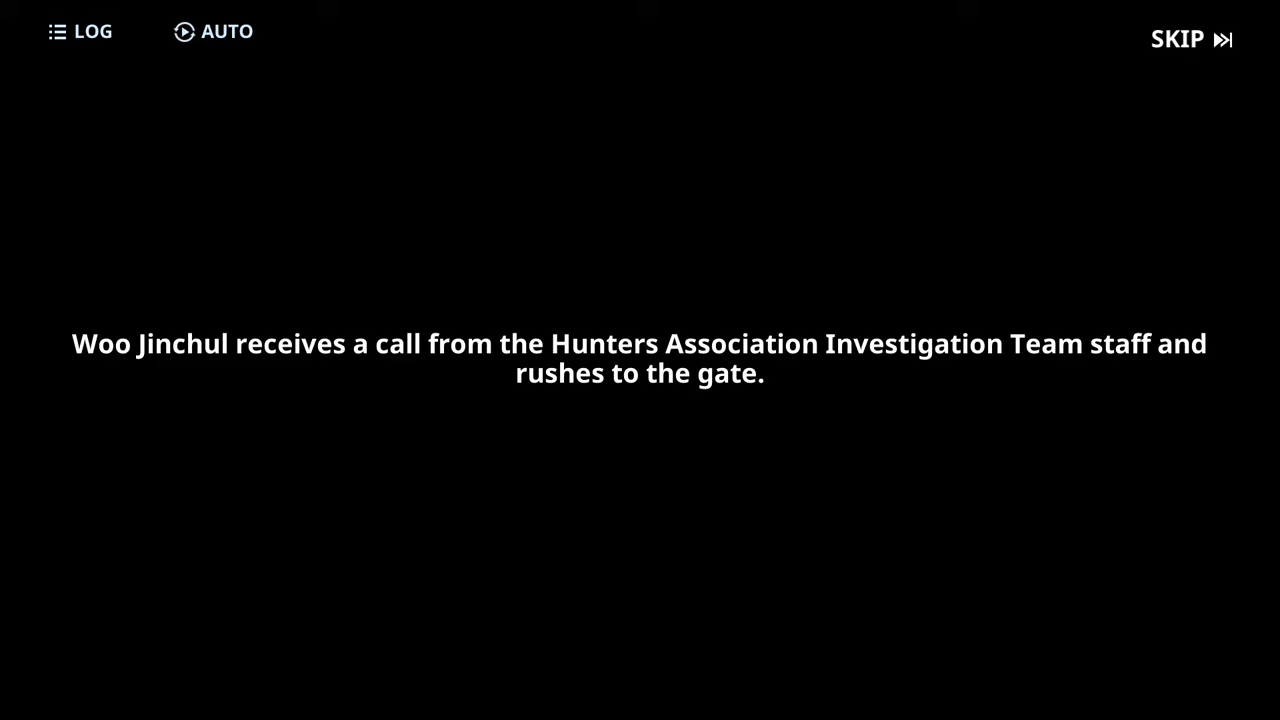 LOG
AUTO
SKIP
Woo Jinchul receives a call from the Hunters Association Investigation Team staff and
rushes to the gate.